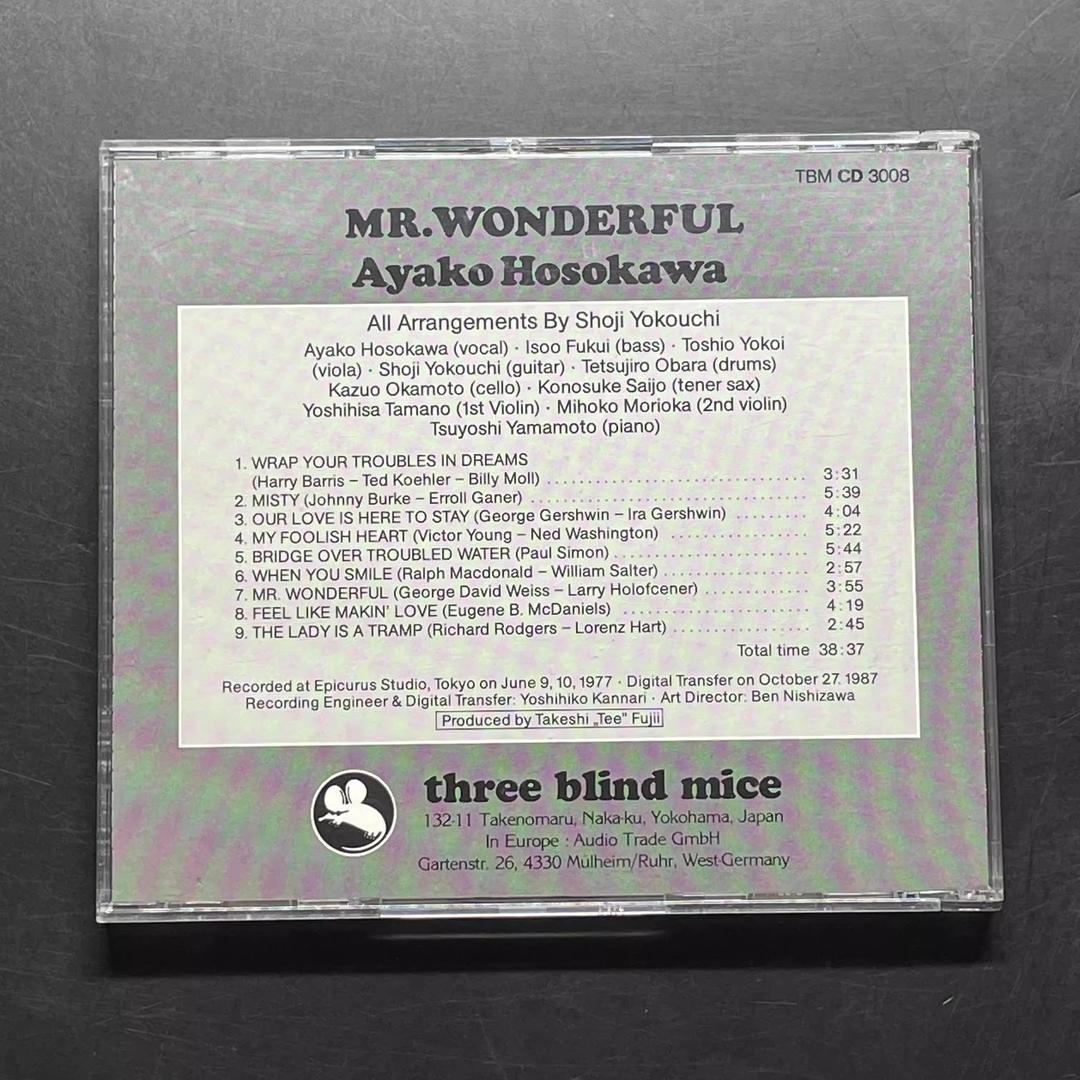 TBM CD 3008
MR.WONDERFUL
Ayako Hosokawa
All Arrangements By Shoji Yokouchi
Ayako Hosokawa (vocal) · Isoo Fukui (bass) · Toshio Yokoi
(viola) · Shoji Yokouchi (guitar) · Tetsujiro Obara (drums)
Kazuo Okamoto (cello) · Konosuke Saijo (tener sax)
Yoshihisa Tamano (1st Violin) · Mihoko Morioka (2nd violin)
Tsuyoshi Yamamoto (piano)
1. WRAP YOUR TROUBLES IN DREAMS
(Harry Barris – Ted Koehler – Billy Moll) .............................. 3:31
2. MISTY (Johnny Burke – Erroll Ganer) .............................. 5:39
3. OUR LOVE IS HERE TO STAY (George Gershwin – Ira Gershwin) ......... 4:04
4. MY FOOLISH HEART (Victor Young – Ned Washington) ................ 5:22
5. BRIDGE OVER TROUBLED WATER (Paul Simon) ...................... 5:44
6. WHEN YOU SMILE (Ralph Macdonald – William Salter) ................. 2:57
7. MR. WONDERFUL (George David Weiss – Larry Holofcener) ............. 3:55
8. FEEL LIKE MAKIN' LOVE (Eugene B. McDaniels) ..................... 4:19
9. THE LADY IS A TRAMP (Richard Rodgers – Lorenz Hart) ................ 2:45
Total time 38:37
Recorded at Epicurus Studio, Tokyo on June 9, 10, 1977 · Digital Transfer on October 27. 1987
Recording Engineer & Digital Transfer: Yoshihiko Kannari · Art Director: Ben Nishizawa
Produced by Takeshi „Tee" Fujii
three blind mice
132-11 Takenomaru, Naka-ku, Yokohama, Japan
In Europe : Audio Trade GmbH
Gartenstr. 26, 4330 Mülheim/Ruhr, West-Germany